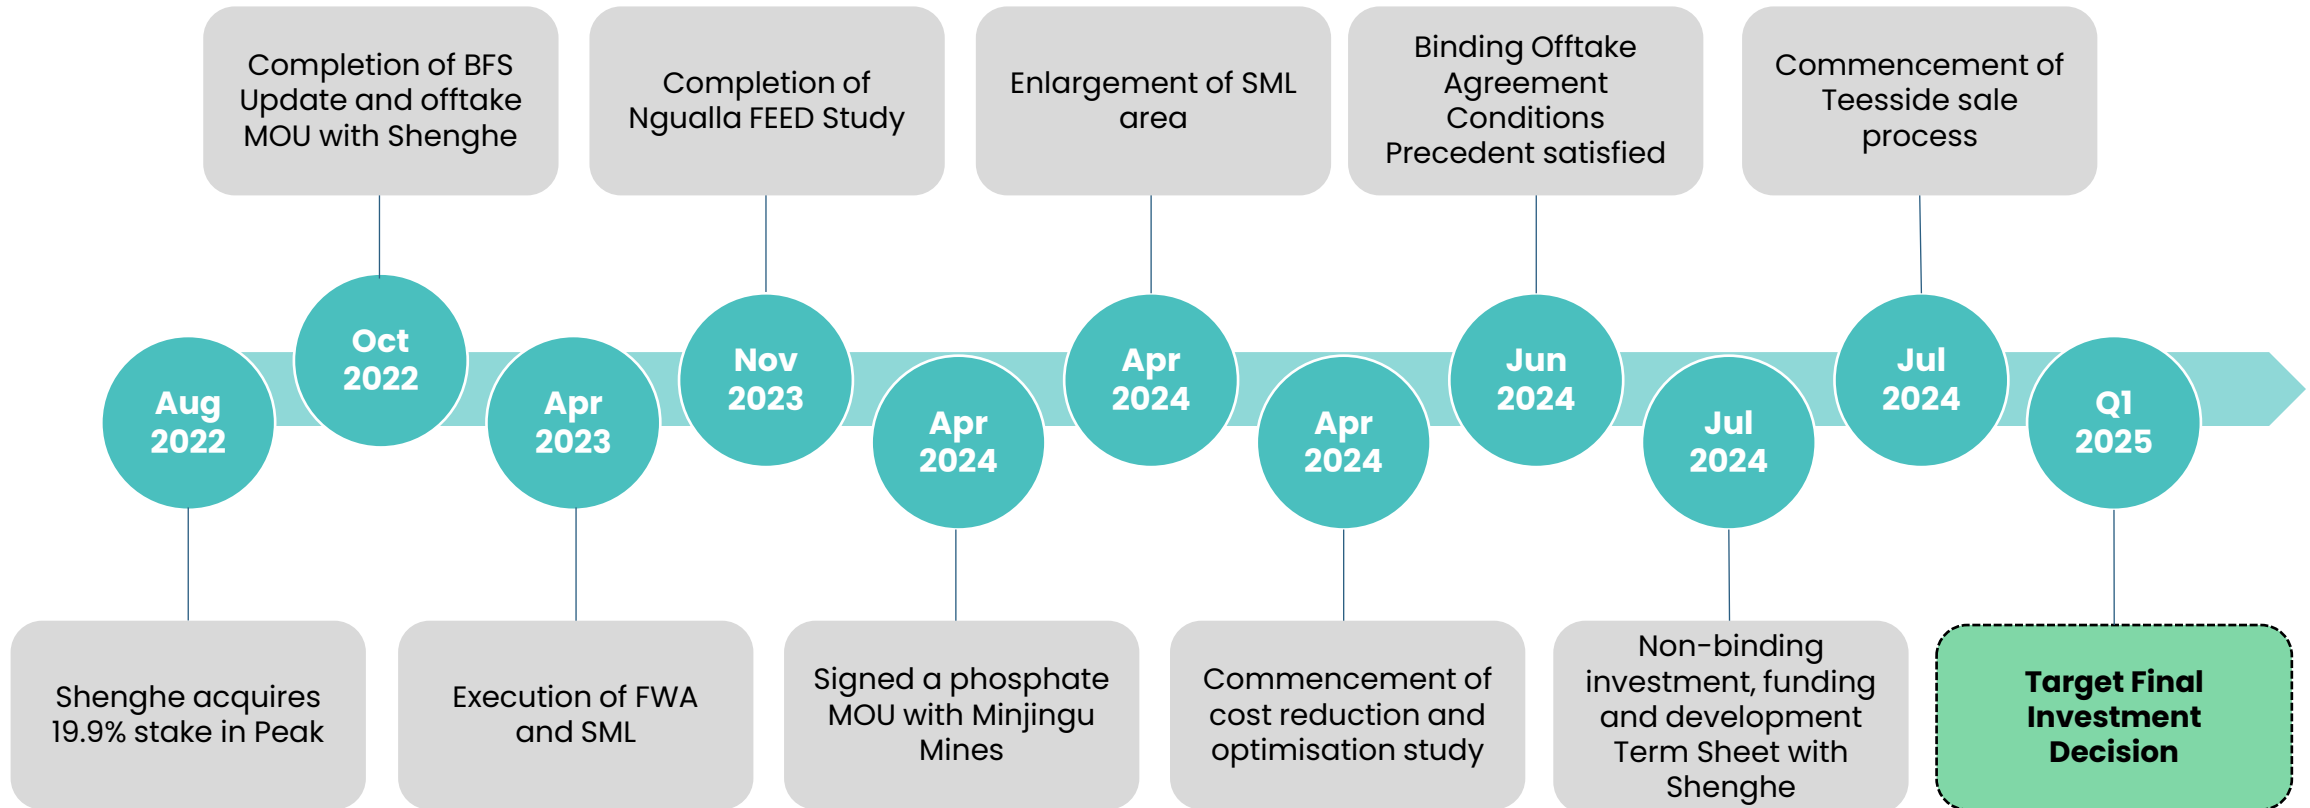 Completion of BFS
Update and offtake
MOU with Shenghe
Completion of
Ngualla FEED Study
Enlargement of SML
area
Binding Offtake
Agreement
Conditions
Precedent satisfied
Commencement of
Teesside sale
process
Aug
2022
Oct
2022
Apr
2023
Nov
2023
Apr
2024
Apr
2024
Apr
2024
Jun
2024
Jul
2024
Jul
2024
Q1
2025
Shenghe acquires
19.9% stake in Peak
Execution of FWA
and SML
Signed a phosphate
MOU with Minjingu
Mines
Commencement of
cost reduction and
optimisation study
Non-binding
investment, funding
and development
Term Sheet with
Shenghe
Target Final
Investment
Decision